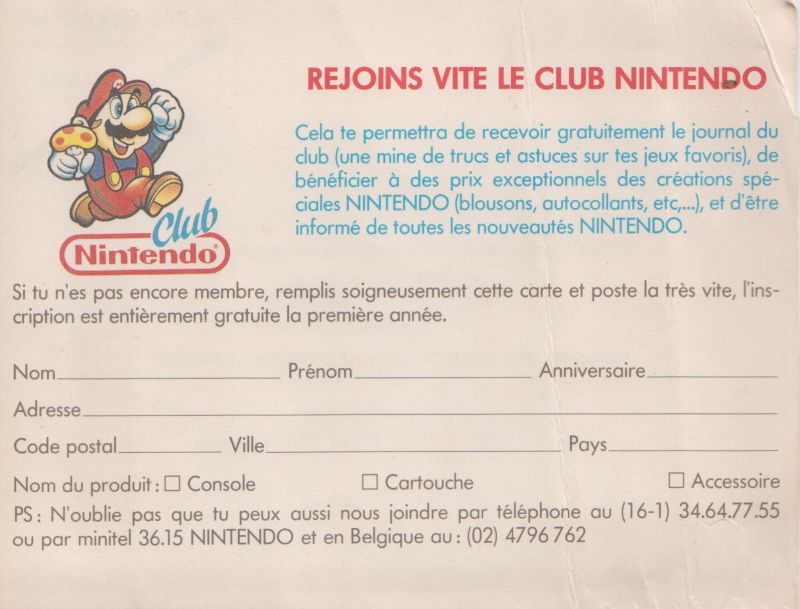 REJOINS VITE LE CLUB NINTENDO
Cela te permettra de recevoir gratuitement le journal du
club (une mine de trucs et astuces sur tes jeux favoris), de
bénéficier à des prix exceptionnels des créations spé-
ciales NINTENDO (blousons, autocollants, etc,...), et d'être
informé de toutes les nouveautés NINTENDO.
Club
Nintendo®
Si tu n'es pas encore membre, remplis soigneusement cette carte et poste la très vite, l'ins-
cription est entièrement gratuite la première année.
Nom Prénom Anniversaire
Adresse
Code postal Ville Pays
Nom du produit : Console Cartouche Accessoire
PS : N'oublie pas que tu peux aussi nous joindre par téléphone au (16-1) 34.64.77.55
ou par minitel 36.15 NINTENDO et en Belgique au : (02) 4796 762